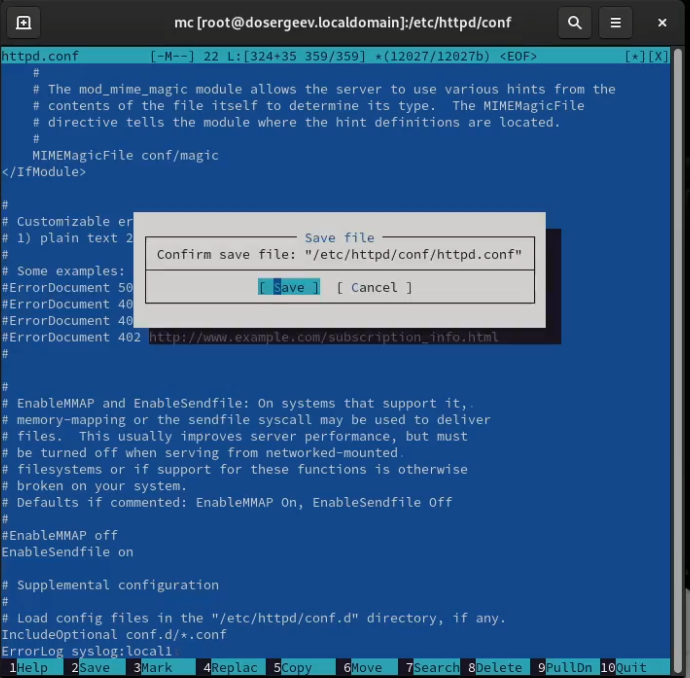 mc [root@dosergeev.localdomain]:/etc/httpd/conf
httpd.conf [-M--] 22 L:[324+35 359/359] *(12027/12027b) <EOF> [*][X]
#
# The mod_mime_magic module allows the server to use various hints from the
# contents of the file itself to determine its type. The MIMEMagicFile
# directive tells the module where the hint definitions are located.
#
MIMEMagicFile conf/magic
</IfModule>
#
# Customizable er
# 1) plain text 2
#
# Some examples:
#ErrorDocument 50
#ErrorDocument 40
#ErrorDocument 40
#ErrorDocument 402 http://www.example.com/subscription_info.html
#
Save file
Confirm save file: "/etc/httpd/conf/httpd.conf"
[ Save ] [ Cancel ]
#
# EnableMMAP and EnableSendfile: On systems that support it,.
# memory-mapping or the sendfile syscall may be used to deliver
# files. This usually improves server performance, but must
# be turned off when serving from networked-mounted.
# filesystems or if support for these functions is otherwise
# broken on your system.
# Defaults if commented: EnableMMAP On, EnableSendfile Off
#
#EnableMMAP off
EnableSendfile on
# Supplemental configuration
#
# Load config files in the "/etc/httpd/conf.d" directory, if any.
IncludeOptional conf.d/*.conf
ErrorLog syslog:local1
1Help 2Save 3Mark 4Replac 5Copy 6Move 7Search 8Delete 9PullDn 10Quit